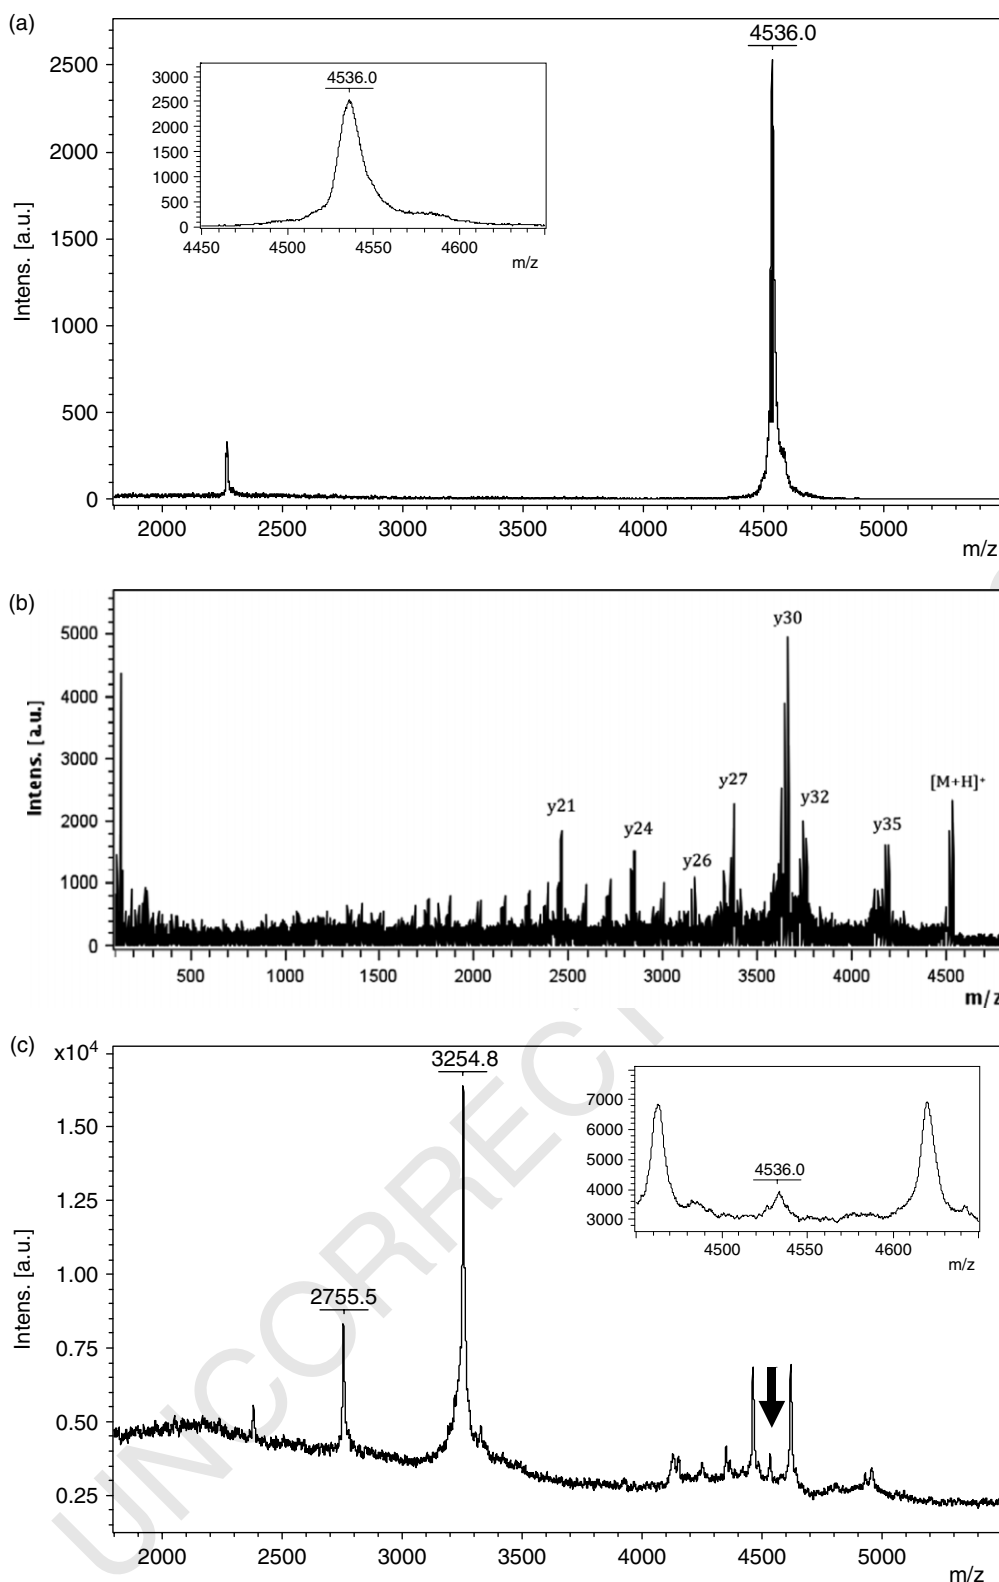 (a)
4536.0
2500
2000
1500
1000
500
0
Intens. [a.u.]
4536.0
3000
2500
2000
1500
1000
500
0
4450 4500 4550 4600
m/z
2000 2500 3000 3500 4000 4500 5000
m/z
(b)
5000
4000
3000
2000
1000
0
Intens. [a.u.]
y21
y24
y26
y27
y30
y32
y35
[M+H]+
500 1000 1500 2000 2500 3000 3500 4000 4500
m/z
(c)
x10^4
1.50
1.25
1.00
0.75
0.50
0.25
Intens. [a.u.]
3254.8
2755.5
7000
6000
5000
4000
3000
4536.0
4500 4550 4600
m/z
2000 2500 3000 3500 4000 4500 5000
m/z
UNCORRECT